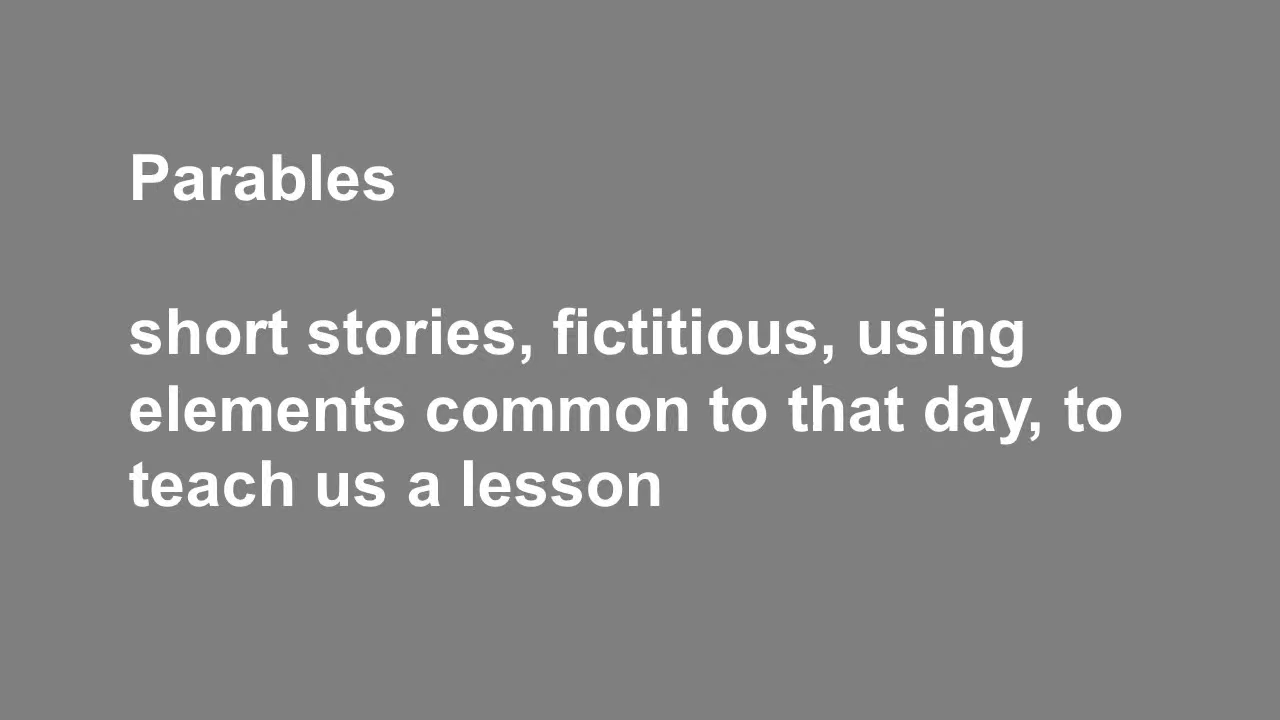 Parables
short stories, fictitious, using
elements common to that day, to
teach us a lesson